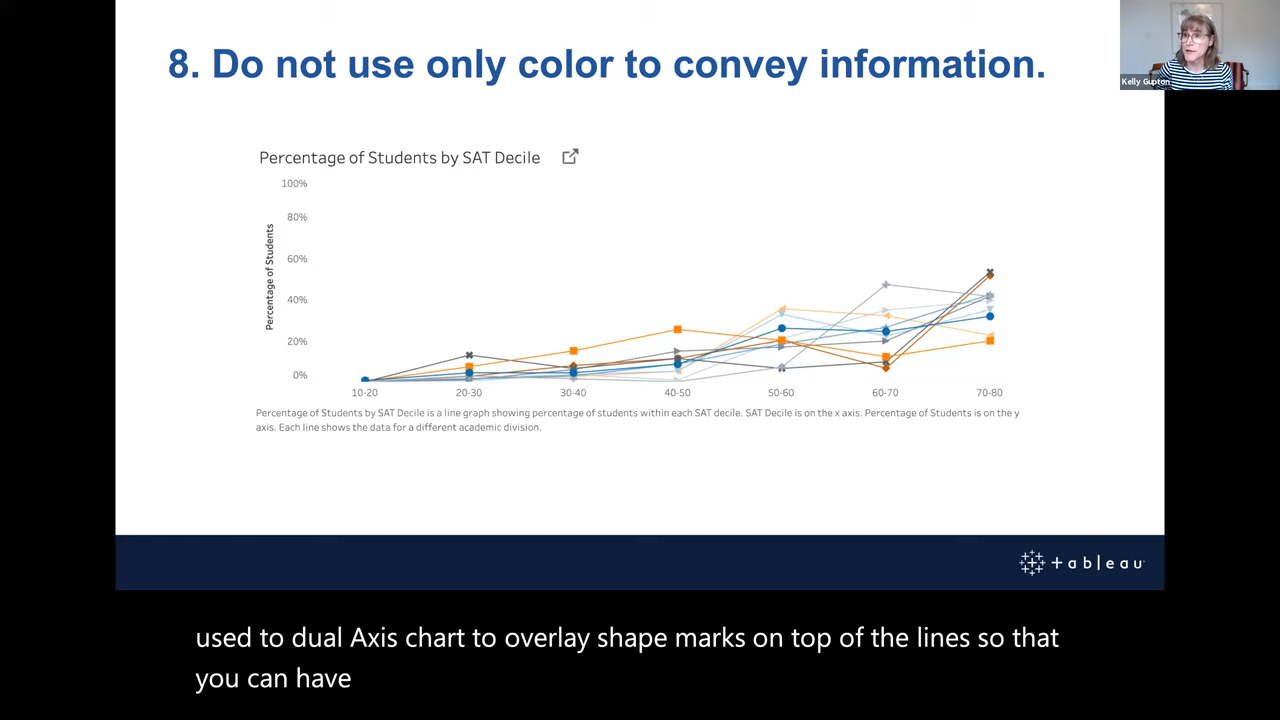 8. Do not use only color to convey information.
Kelly Gupton
Percentage of Students by SAT Decile
100%
80%
60%
40%
20%
0%
Percentage of Students
10-20 20-30 30-40 40-50 50-60 60-70 70-80
Percentage of Students by SAT Decile is a line graph showing percentage of students within each SAT decile. SAT Decile is on the x axis. Percentage of Students is on the y
axis. Each line shows the data for a different academic division.
+ a b | e a u
used to dual Axis chart to overlay shape marks on top of the lines so that
you can have